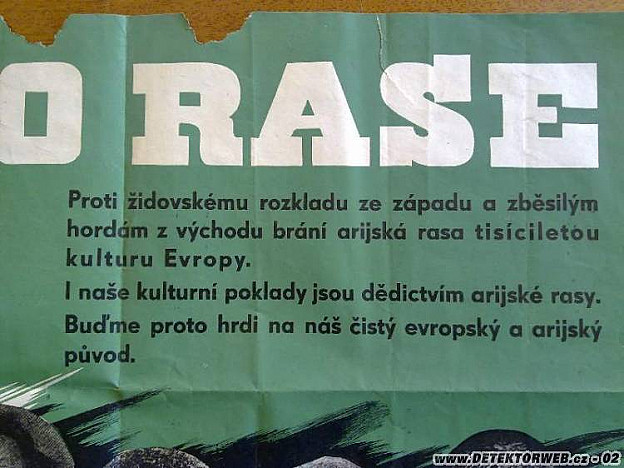 O RASE
Proti židovskému rozkladu ze západu a zběsilým
hordám z východu brání arijská rasa tisíciletou
kulturu Evropy.
I naše kulturní poklady jsou dědictvím arijské rasy.
Buďme proto hrdi na náš čistý evropský a arijský
původ.
www.DETEKTORWEB.cz - 02